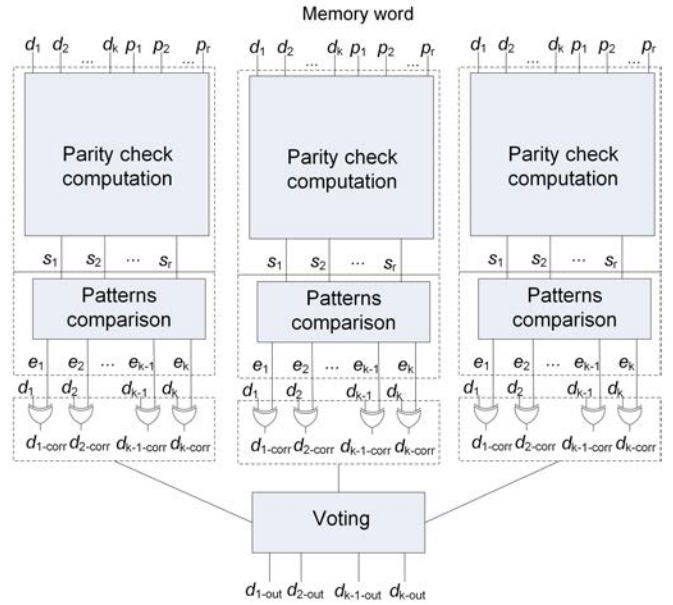 Memory word
d1 d2 ... dk p1 p2 ... pr
d1 d2 ... dk p1 p2 ... pr
d1 d2 ... dk p1 p2 ... pr
Parity check
computation
Parity check
computation
Parity check
computation
s1 s2 ... sr
s1 s2 ... sr
s1 s2 ... sr
Patterns
comparison
Patterns
comparison
Patterns
comparison
e1 e2 ... ek-1 ek
e1 e2 ... ek-1 ek
e1 e2 ... ek-1 ek
d1 d2 dk-1 dk
d1 d2 dk-1 dk
d1 d2 dk-1 dk
d1-corr d2-corr dk-1-corr dk-corr
d1-corr d2-corr dk-1-corr dk-corr
d1-corr d2-corr dk-1-corr dk-corr
Voting
d1-out d2-out dk-1-out dk-out